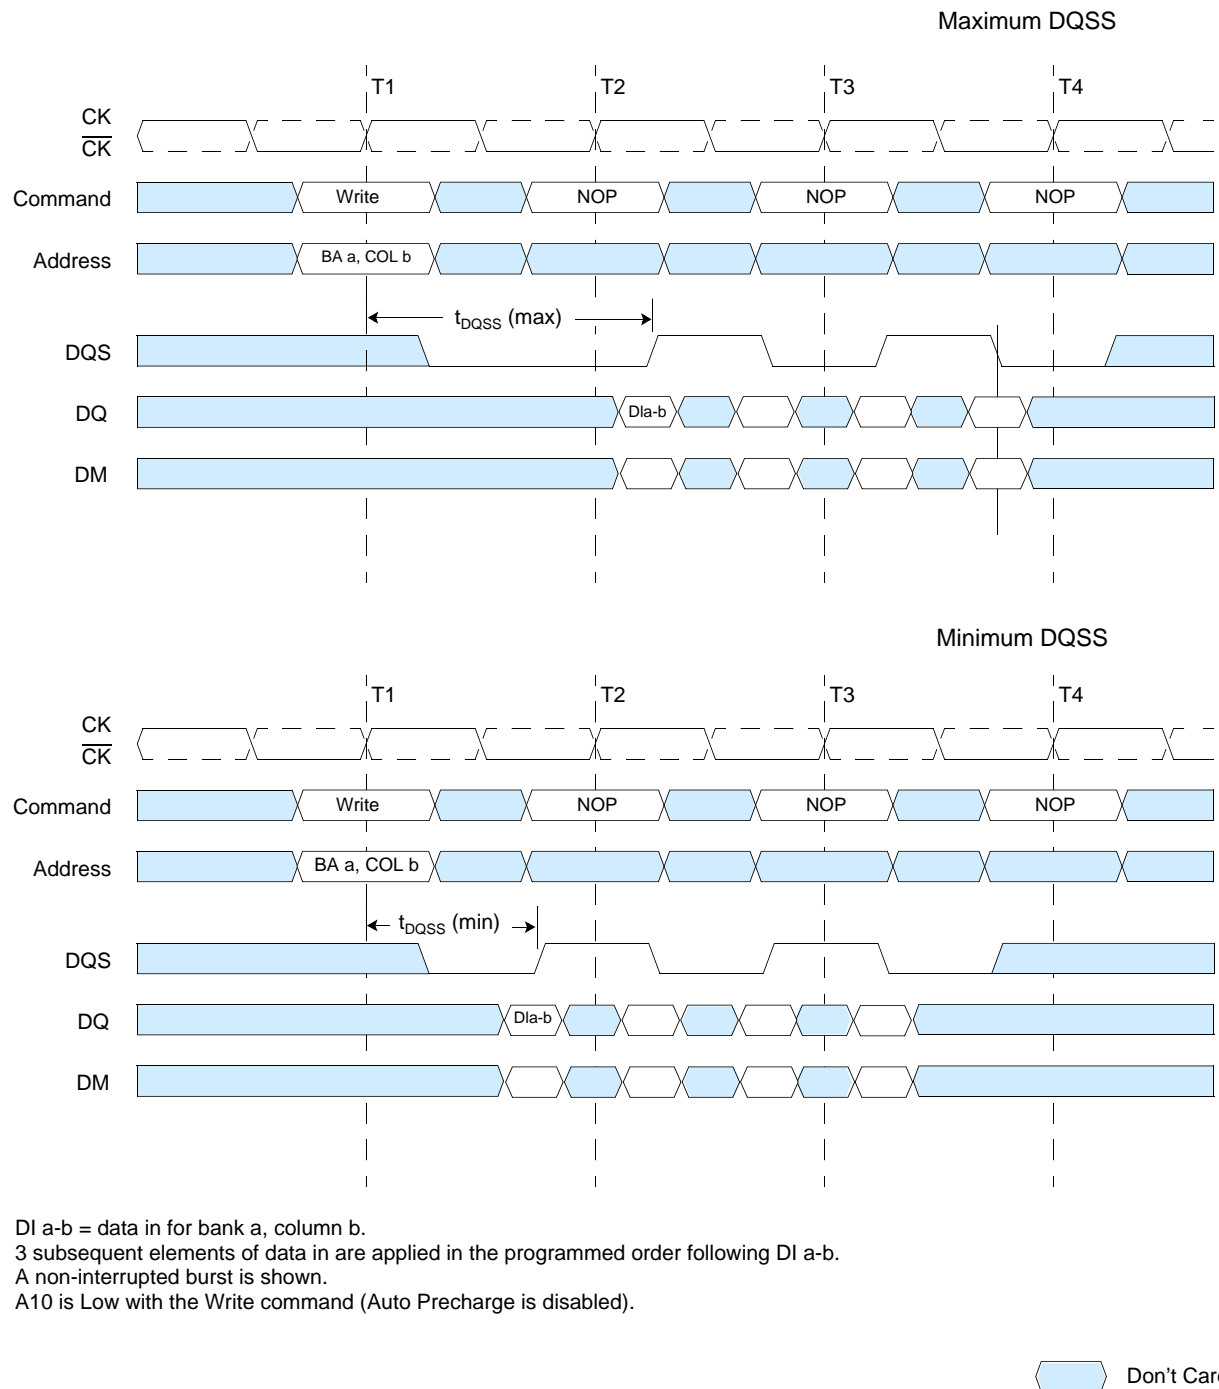 Maximum DQSS
T1 T2 T3 T4
CK
CK
Command Write NOP NOP NOP
Address BA a, COL b
tDQSS (max)
DQS
DQ DIa-b
DM
Minimum DQSS
T1 T2 T3 T4
CK
CK
Command Write NOP NOP NOP
Address BA a, COL b
tDQSS (min)
DQS
DQ DIa-b
DM
DI a-b = data in for bank a, column b.
3 subsequent elements of data in are applied in the programmed order following DI a-b.
A non-interrupted burst is shown.
A10 is Low with the Write command (Auto Precharge is disabled).
Don't Car